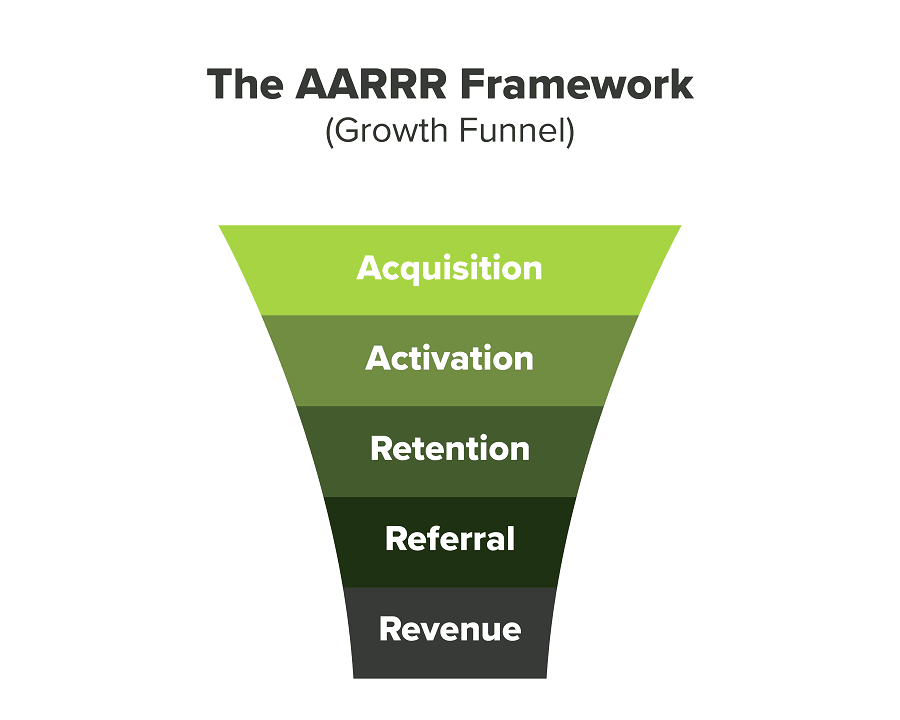 The AARRR Framework
(Growth Funnel)
Acquisition
Activation
Retention
Referral
Revenue